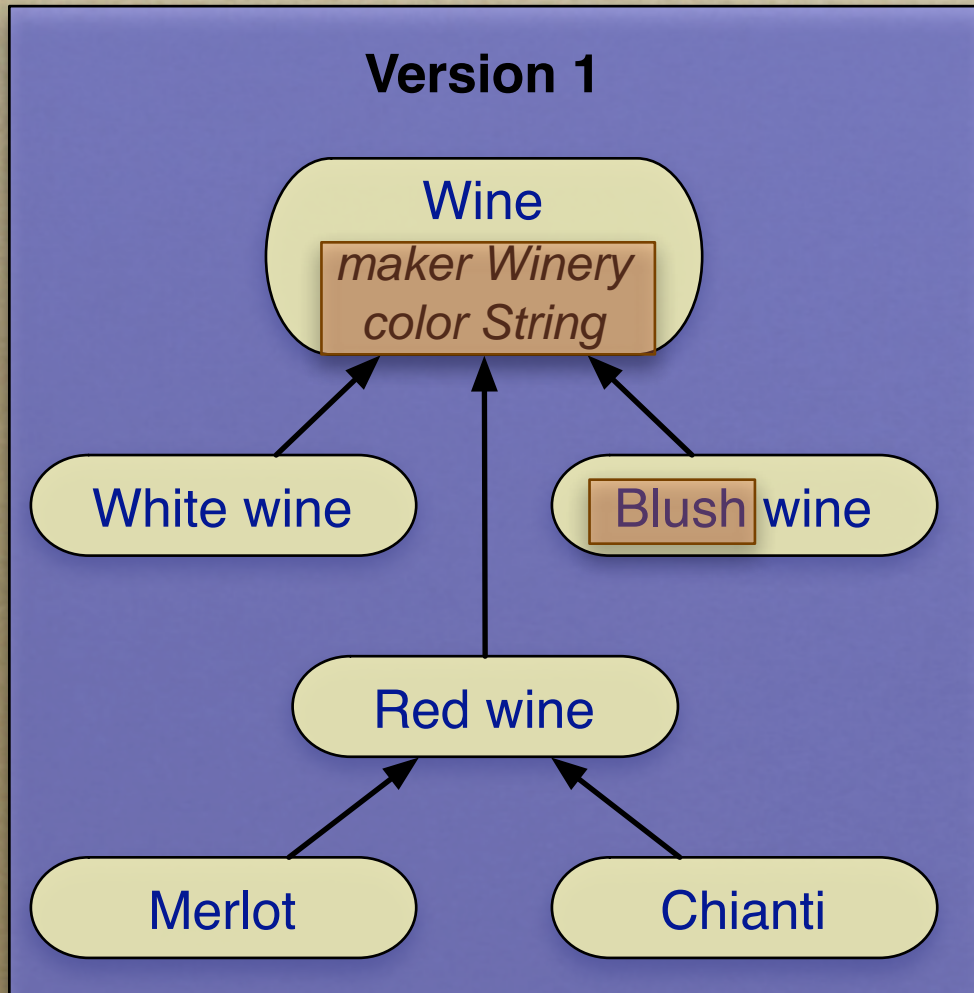 Version 1
Wine
maker Winery
color String
White wine
Blush wine
Red wine
Merlot
Chianti